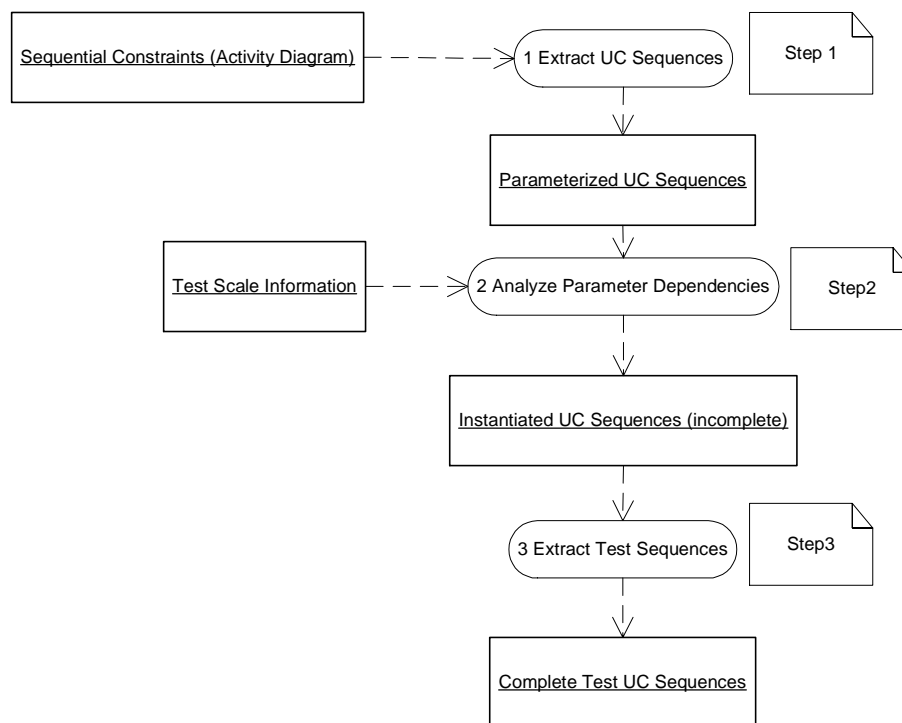 Sequential Constraints (Activity Diagram)
1 Extract UC Sequences
Step 1
Parameterized UC Sequences
Test Scale Information
2 Analyze Parameter Dependencies
Step2
Instantiated UC Sequences (incomplete)
3 Extract Test Sequences
Step3
Complete Test UC Sequences